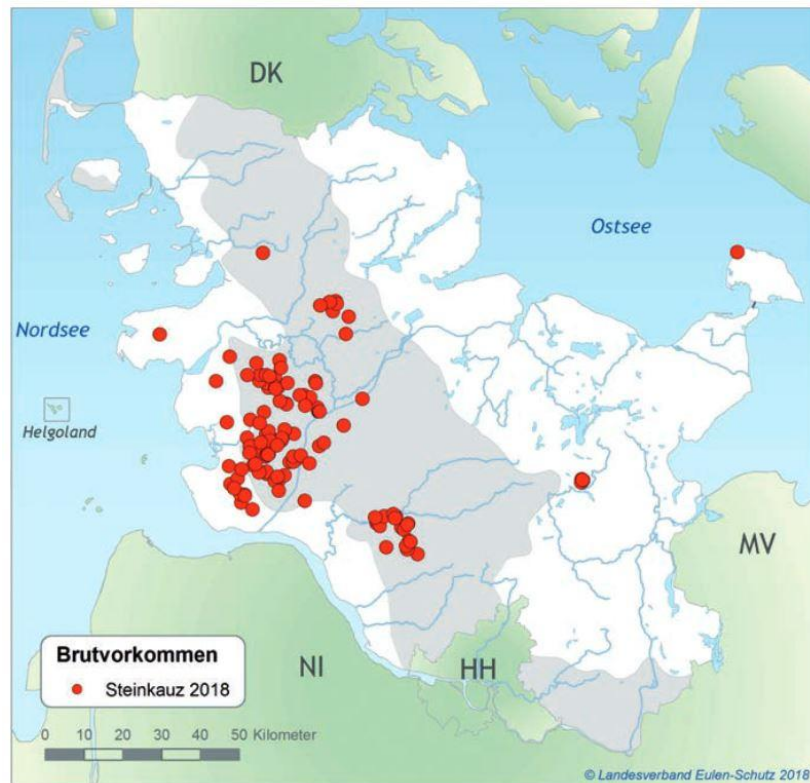 DK
Ostsee
Nordsee
Helgoland
MV
NI
HH
Brutvorkommen
Steinkauz 2018
0 10 20 30 40 50 Kilometer
© Landesverband Eulen-Schutz 2018